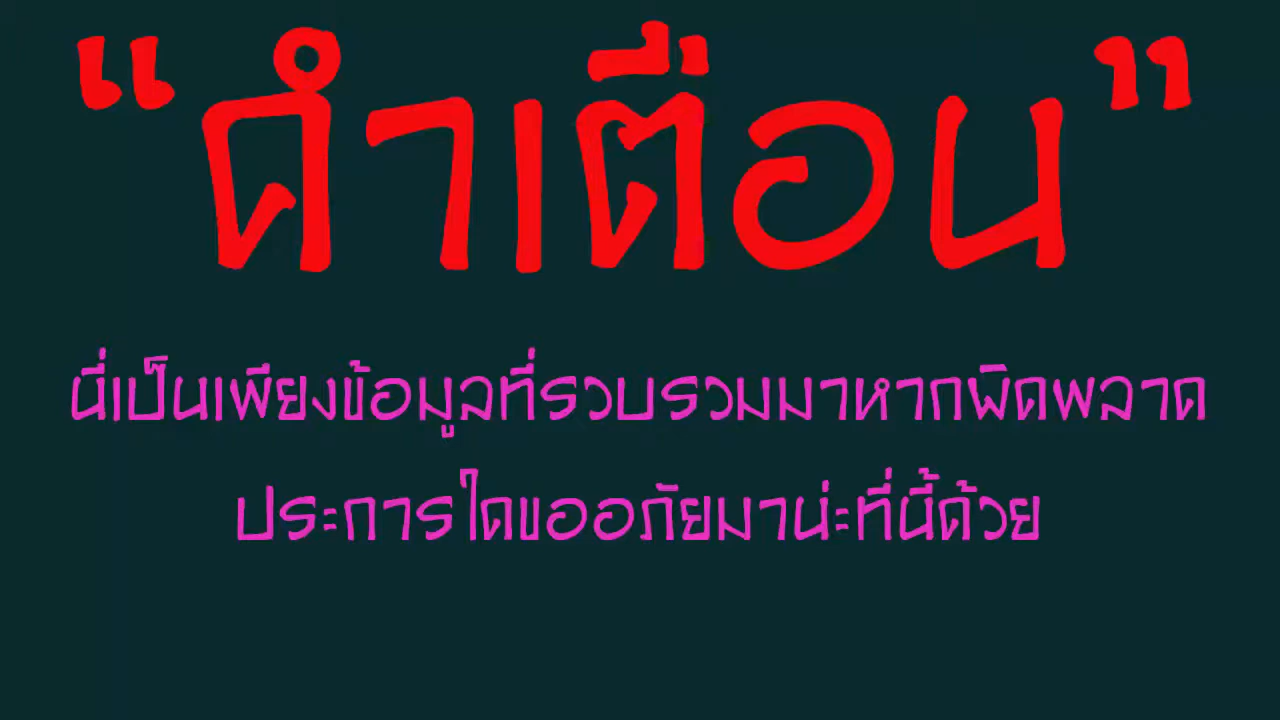 “คำเตือน”
นี่เป็นเพียงข้อมูลที่รวบรวมมาหากผิดพลาด
ประการใดขออภัยมาน่ะที่นี้ด้วย